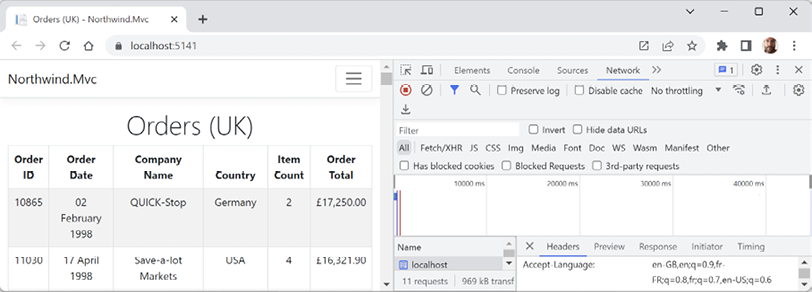 Orders (UK) - Northwind.Mvc
localhost:5141
Northwind.Mvc
Orders (UK)
Order ID Order Date Company Name Country Item Count Order Total
10865 02 February 1998 QUICK-Stop Germany 2 £17,250.00
11030 17 April 1998 Save-a-lot Markets USA 4 £16,321.90
Elements Console Sources Network 1
Preserve log Disable cache No throttling
Filter Invert Hide data URLs
All Fetch/XHR JS CSS Img Media Font Doc WS Wasm Manifest Other
Has blocked cookies Blocked Requests 3rd-party requests
10000 ms 20000 ms 30000 ms 40000 ms
Name Headers Preview Response Initiator Timing
localhost Accept-Language: en-GB,en;q=0.9,fr-
FR;q=0.8,fr;q=0.7,en-US;q=0.6
11 requests 969 kB transf